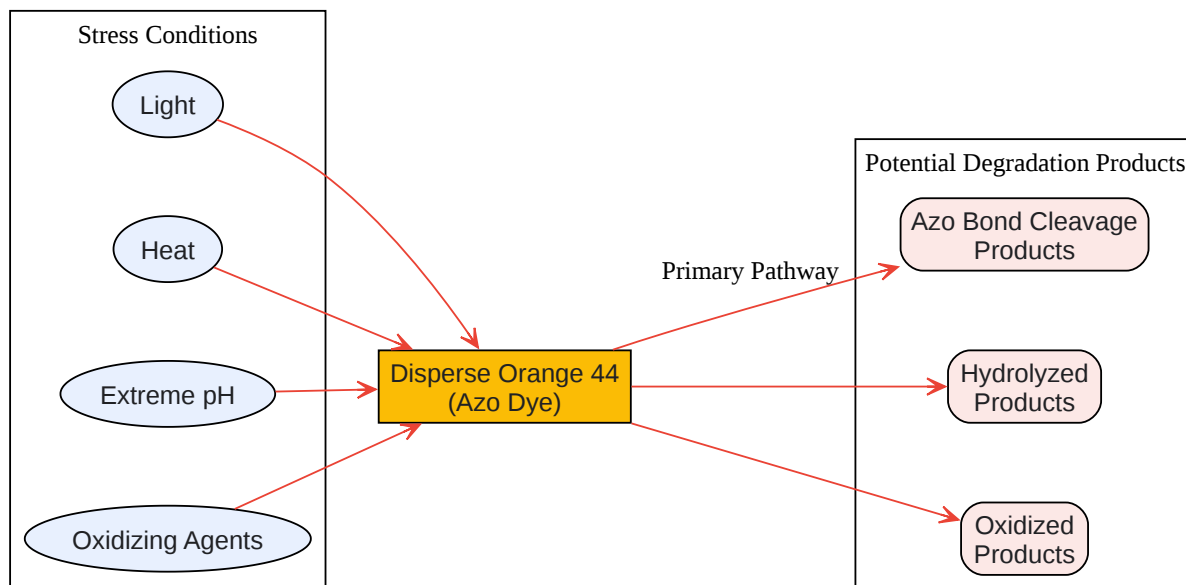 Stress Conditions
Light
Heat
Extreme pH
Oxidizing Agents
Disperse Orange 44
(Azo Dye)
Primary Pathway
Potential Degradation Products
Azo Bond Cleavage
Products
Hydrolyzed
Products
Oxidized
Products